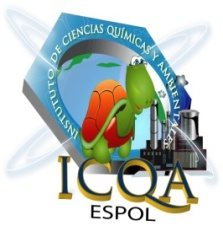 INSTITUTO DE CIENCIAS QUÍMICAS Y AMBIENTALES
ICQA
ESPOL